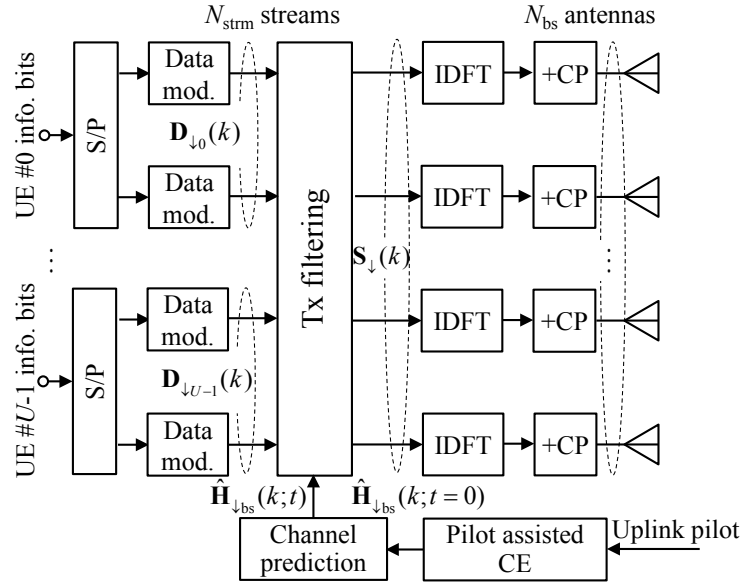 N_strm streams
N_bs antennas
UE #0 info. bits
S/P
Data
mod.
IDFT
+CP
D_↓0(k)
Data
mod.
IDFT
+CP
Tx filtering
S_↓(k)
...
...
UE #U-1 info. bits
S/P
Data
mod.
IDFT
+CP
D_↓U−1(k)
Data
mod.
IDFT
+CP
Ĥ_↓bs(k;t)
Ĥ_↓bs(k;t = 0)
Channel
prediction
Pilot assisted
CE
Uplink pilot